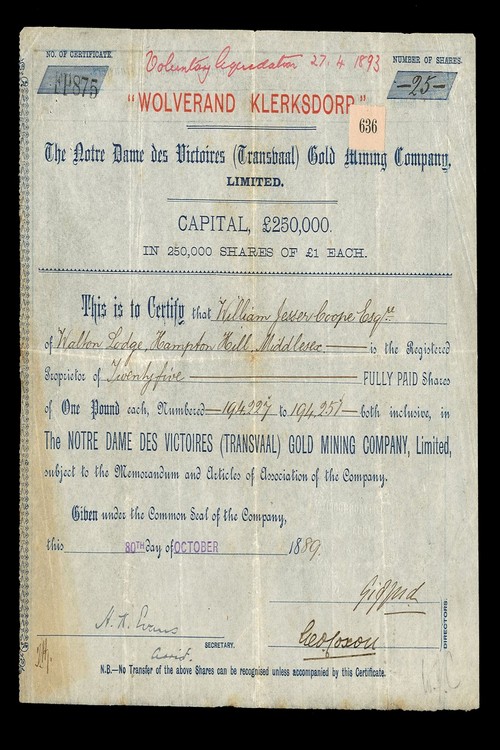 NO. OF CERTIFICATE.
NUMBER OF SHARES.
Voluntary liquidation 27.4 1893
FP875
—25—
"WOLVERAND KLERKSDORP."
636
The Notre Dame des Victoires (Transvaal) Gold Mining Company,
LIMITED.
CAPITAL, £250,000.
IN 250,000 SHARES OF £1 EACH.
This is to Certify that William Jesser Coope Esqre
of Walton Lodge, Hampton Hill, Middlesex is the Registered
Proprietor of Twentyfive FULLY PAID Shares
of One Pound each, Numbered 194227 to 194251 both inclusive, in
The NOTRE DAME DES VICTOIRES (TRANSVAAL) GOLD MINING COMPANY, Limited,
subject to the Memorandum and Articles of Association of the Company.
Given under the Common Seal of the Company,
this 30TH day of OCTOBER 1889.
Gifford
H. R. Evans
SECRETARY.
DIRECTORS.
N.B.—No Transfer of the above Shares can be recognised unless accompanied by this Certificate.